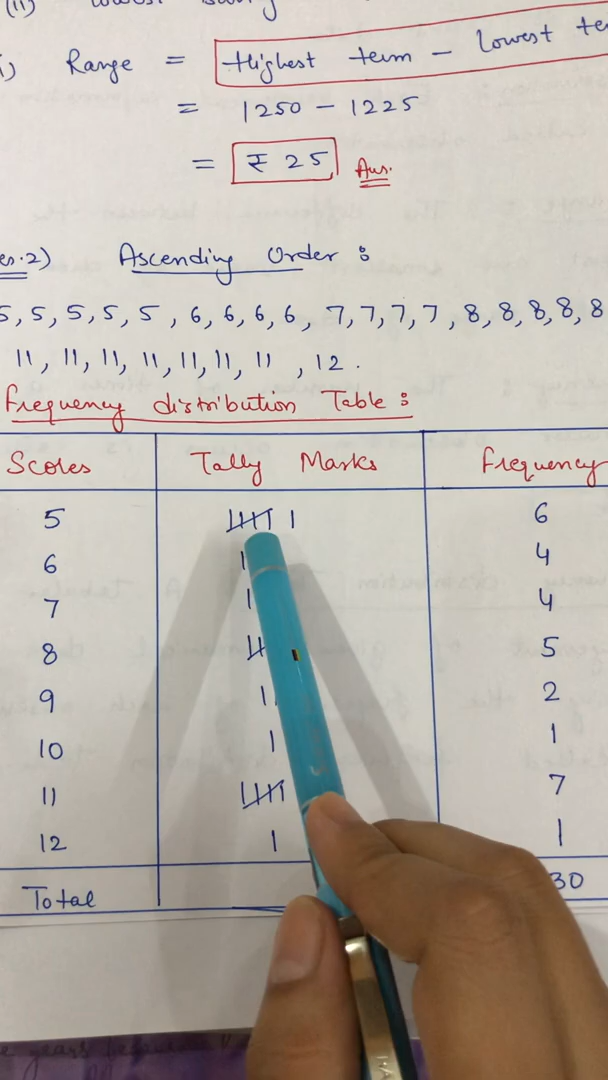 Range = Highest term - lowest
= 1250 - 1225
= ₹ 25 Ans.
2) Ascending Order :
5, 5, 5, 5, 5, 6, 6, 6, 6, 7, 7, 7, 7, 8, 8, 8, 8, 8
11, 11, 11, 11, 11, 11, 11, 12.
Frequency distribution Table :
Scores Tally Marks Frequency
5 𝍸 | 6
6 4
7 4
8 5
9 2
10 | 1
11 7
12 | 1
Total 30